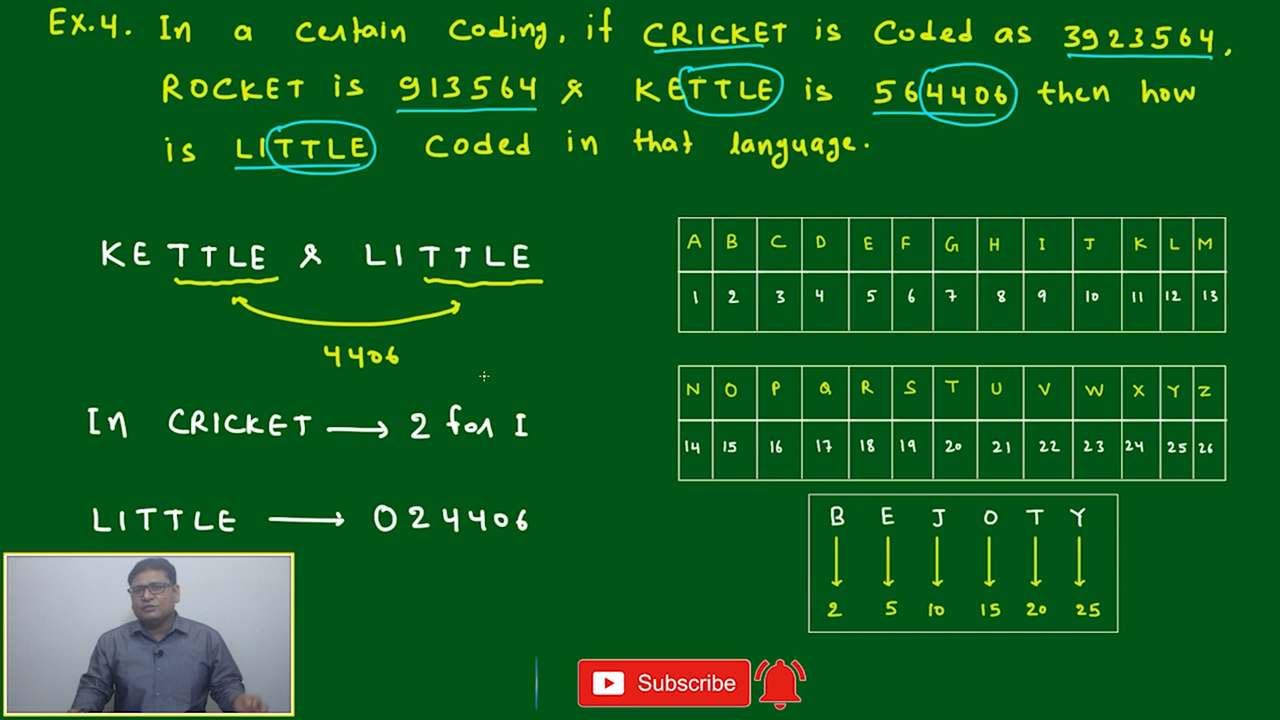 Ex.4. In a certain coding, if CRICKET is coded as 3923564,
ROCKET is 913564 & KETTLE is 564406 then how
is LITTLE coded in that language.
KETTLE & LITTLE
4406
In CRICKET → 2 for I
LITTLE → 024406
A B C D E F G H I J K L M
1 2 3 4 5 6 7 8 9 10 11 12 13
N O P Q R S T U V W X Y Z
14 15 16 17 18 19 20 21 22 23 24 25 26
B E J O T Y
2 5 10 15 20 25
Subscribe